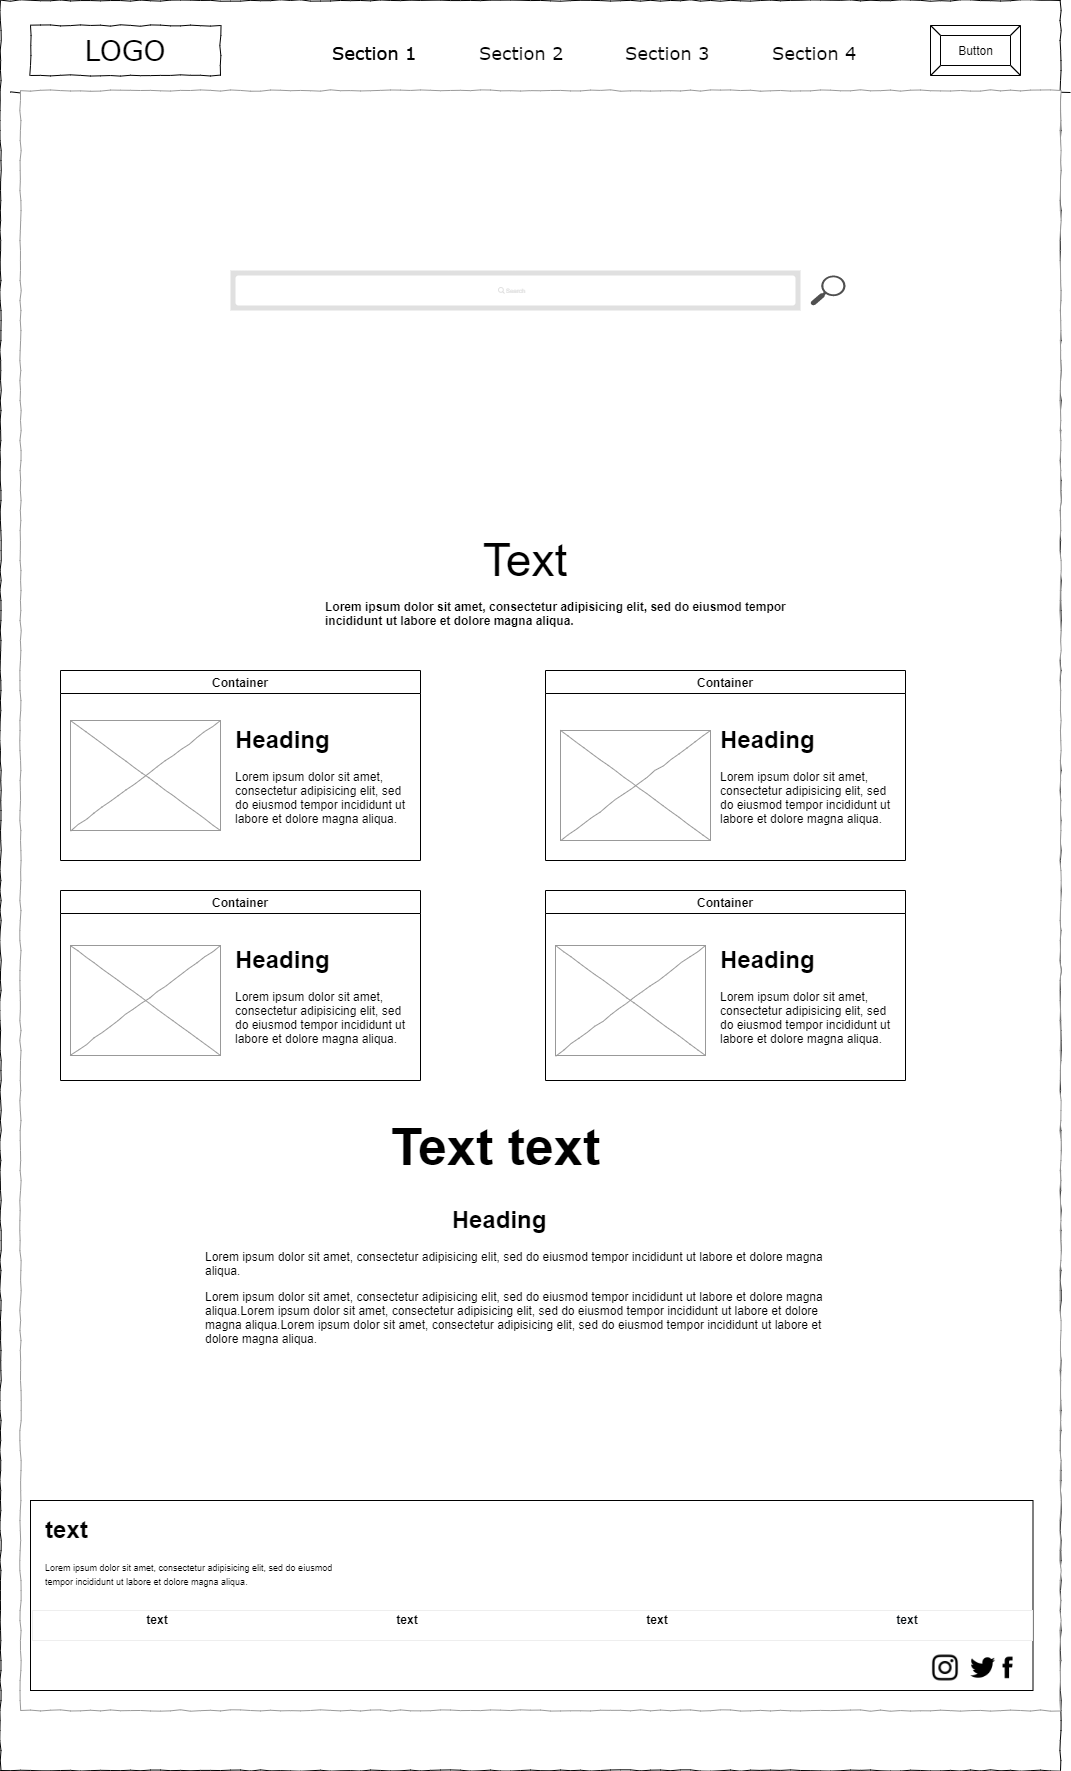 LOGO
Section 1
Section 2
Section 3
Section 4
Button
Search
Text
Lorem ipsum dolor sit amet, consectetur adipisicing elit, sed do eiusmod tempor
incididunt ut labore et dolore magna aliqua.
Container
Heading
Lorem ipsum dolor sit amet,
consectetur adipisicing elit, sed
do eiusmod tempor incididunt ut
labore et dolore magna aliqua.
Container
Heading
Lorem ipsum dolor sit amet,
consectetur adipisicing elit, sed
do eiusmod tempor incididunt ut
labore et dolore magna aliqua.
Container
Heading
Lorem ipsum dolor sit amet,
consectetur adipisicing elit, sed
do eiusmod tempor incididunt ut
labore et dolore magna aliqua.
Container
Heading
Lorem ipsum dolor sit amet,
consectetur adipisicing elit, sed
do eiusmod tempor incididunt ut
labore et dolore magna aliqua.
Text text
Heading
Lorem ipsum dolor sit amet, consectetur adipisicing elit, sed do eiusmod tempor incididunt ut labore et dolore magna
aliqua.
Lorem ipsum dolor sit amet, consectetur adipisicing elit, sed do eiusmod tempor incididunt ut labore et dolore magna
aliqua.Lorem ipsum dolor sit amet, consectetur adipisicing elit, sed do eiusmod tempor incididunt ut labore et dolore
magna aliqua.Lorem ipsum dolor sit amet, consectetur adipisicing elit, sed do eiusmod tempor incididunt ut labore et
dolore magna aliqua.
text
Lorem ipsum dolor sit amet, consectetur adipisicing elit, sed do eiusmod
tempor incididunt ut labore et dolore magna aliqua.
text
text
text
text